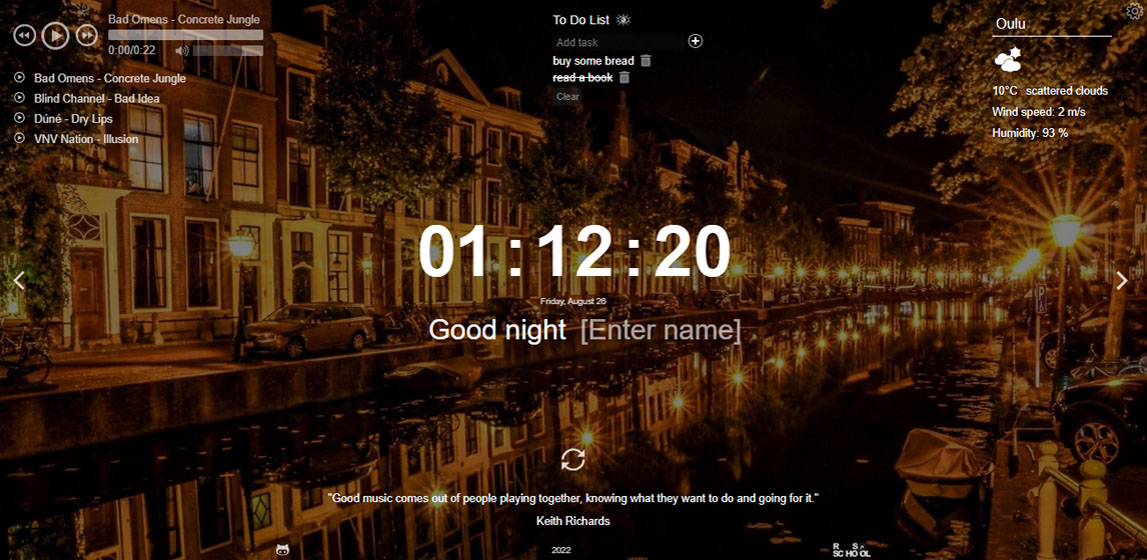 Bad Omens - Concrete Jungle
0:00/0:22
Bad Omens - Concrete Jungle
Blind Channel - Bad Idea
Dúné - Dry Lips
VNV Nation - Illusion
To Do List
Add task
buy some bread
read a book
Clear
Oulu
10°C scattered clouds
Wind speed: 2 m/s
Humidity: 93 %
01:12:20
Friday, August 26
Good night [Enter name]
"Good music comes out of people playing together, knowing what they want to do and going for it."
Keith Richards
2022
RS
SCHOOL